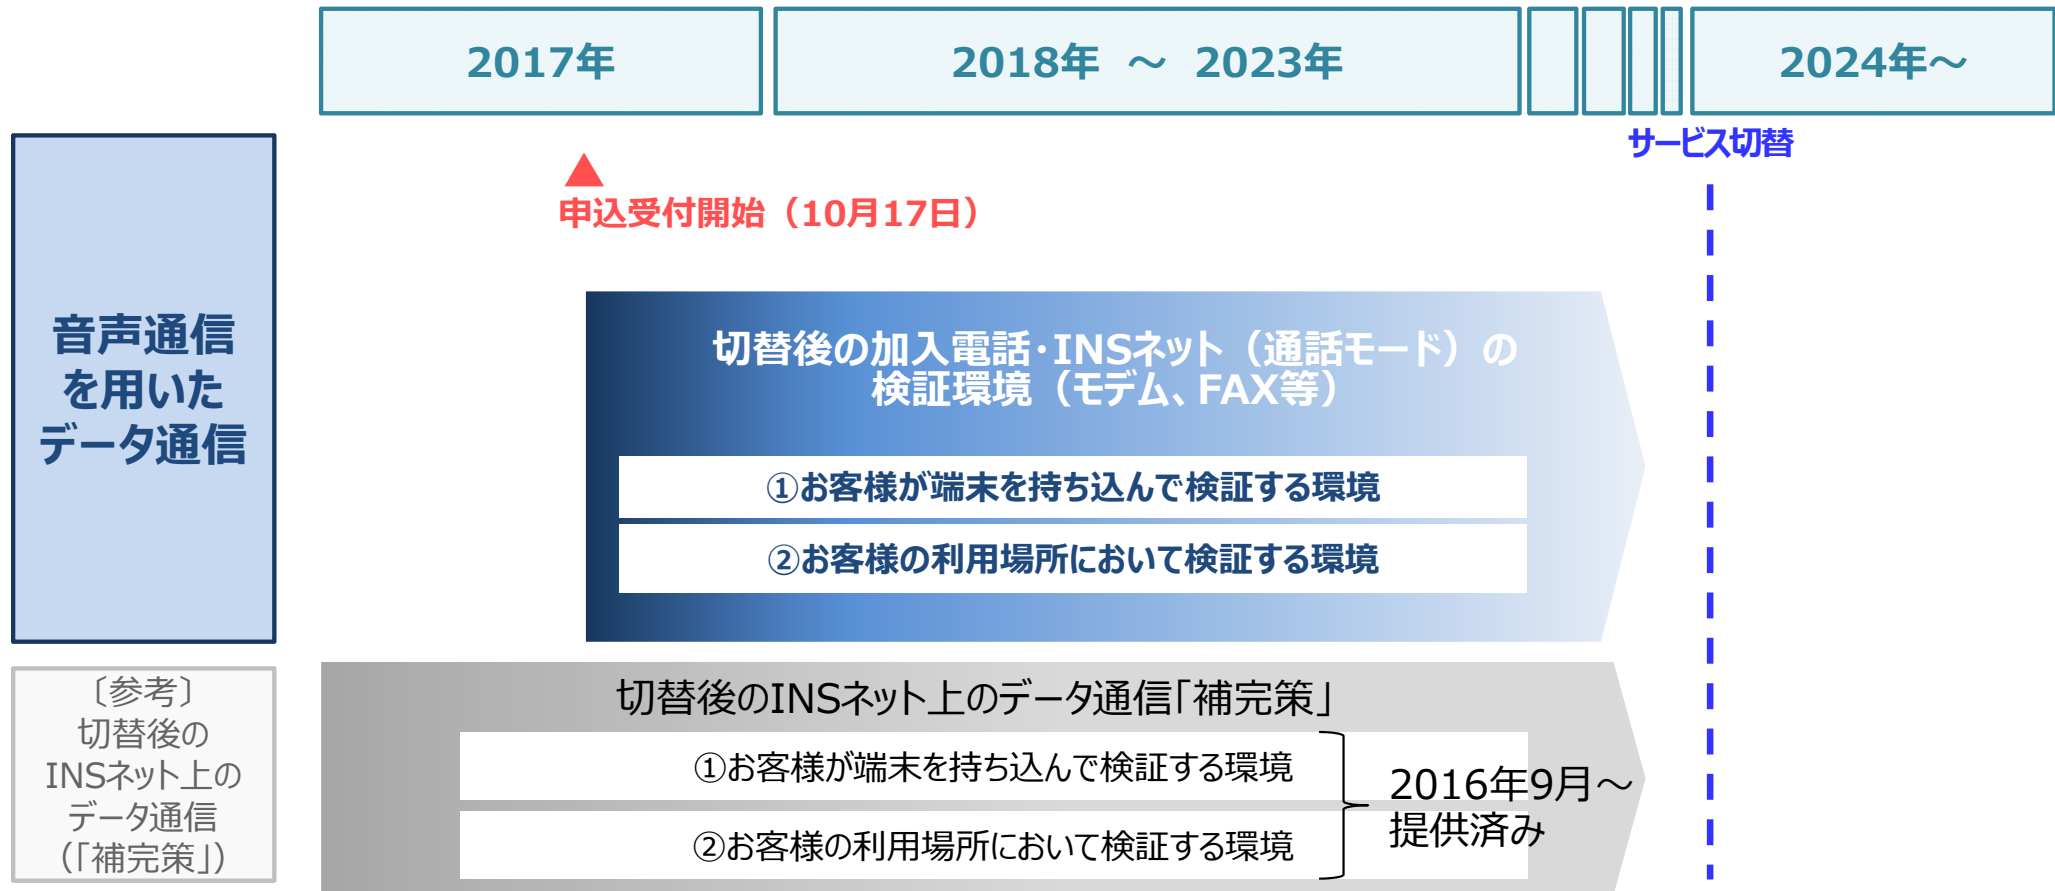 2017年
2018年 ～ 2023年
2024年～
サービス切替
申込受付開始（10月17日）
音声通信
を用いた
データ通信
切替後の加入電話・INSネット（通話モード）の
検証環境（モデム、FAX等）
①お客様が端末を持ち込んで検証する環境
②お客様の利用場所において検証する環境
〔参考〕
切替後の
INSネット上の
データ通信
（「補完策」）
切替後のINSネット上のデータ通信「補完策」
①お客様が端末を持ち込んで検証する環境
②お客様の利用場所において検証する環境
2016年9月～
提供済み